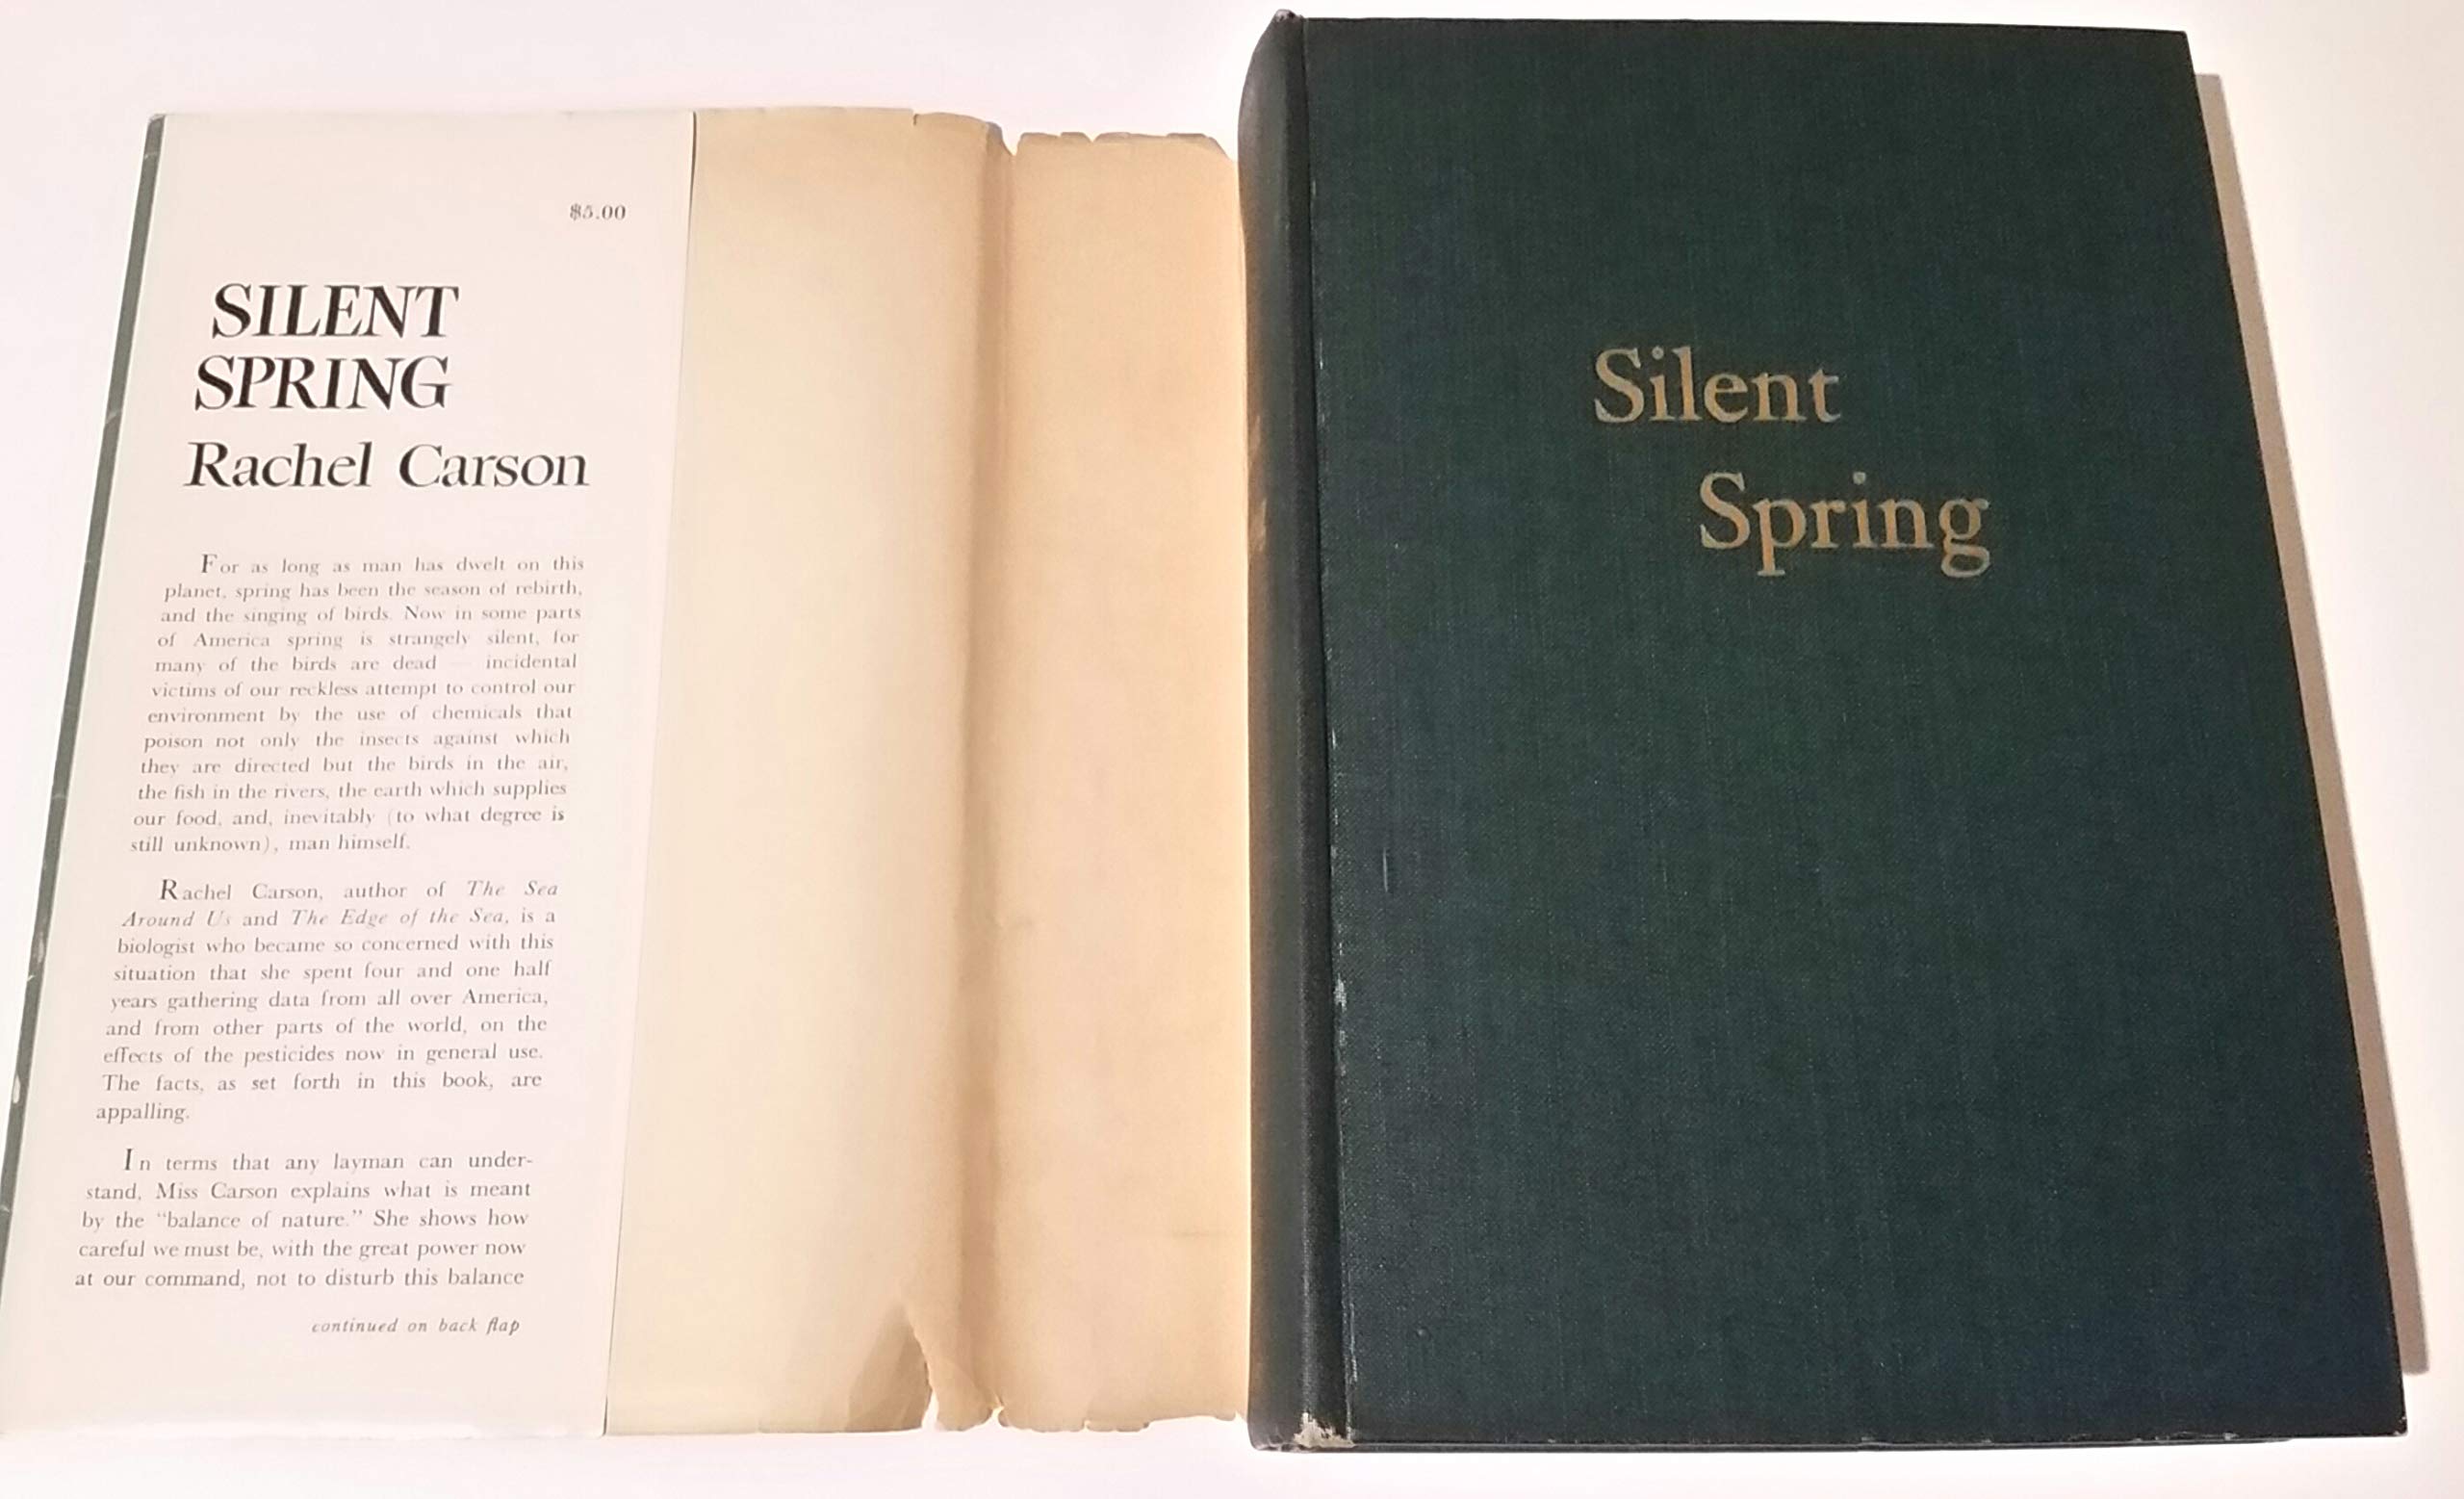 $5.00
SILENT
SPRING
Rachel Carson
For as long as man has dwelt on this
planet, spring has been the season of rebirth,
and the singing of birds. Now in some parts
of America spring is strangely silent, for
many of the birds are dead — incidental
victims of our reckless attempt to control our
environment by the use of chemicals that
poison not only the insects against which
they are directed but the birds in the air,
the fish in the rivers, the earth which supplies
our food, and, inevitably (to what degree is
still unknown), man himself.
Rachel Carson, author of The Sea
Around Us and The Edge of the Sea, is a
biologist who became so concerned with this
situation that she spent four and one half
years gathering data from all over America,
and from other parts of the world, on the
effects of the pesticides now in general use.
The facts, as set forth in this book, are
appalling.
In terms that any layman can under-
stand, Miss Carson explains what is meant
by the “balance of nature.” She shows how
careful we must be, with the great power now
at our command, not to disturb this balance
continued on back flap
Silent
Spring